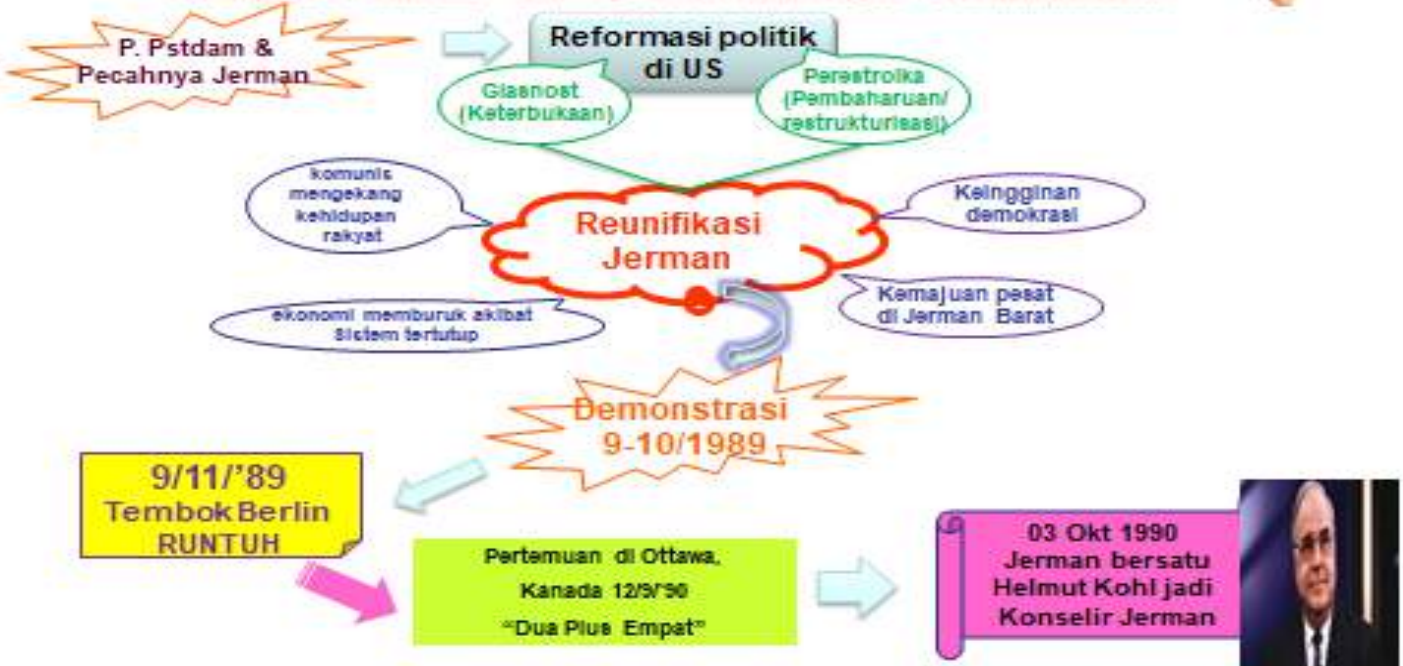 P. Pstdam &
Pecahnya Jerman
Reformasi politik
di US
Glasnost
(Keterbukaan)
Perestroika
(Pembaharuan/
restrukturisasi)
komunis
mengekang
kehidupan
rakyat
Reunifikasi
Jerman
Keingginan
demokrasi
ekonomi memburuk akibat
Sistem tertutup
Kemajuan pesat
di Jerman Barat
Demonstrasi
9-10/1989
9/11/'89
Tembok Berlin
RUNTUH
Pertemuan di Ottawa,
Kanada 12/9/'90
“Dua Plus Empat”
03 Okt 1990
Jerman bersatu
Helmut Kohl jadi
Konselir Jerman